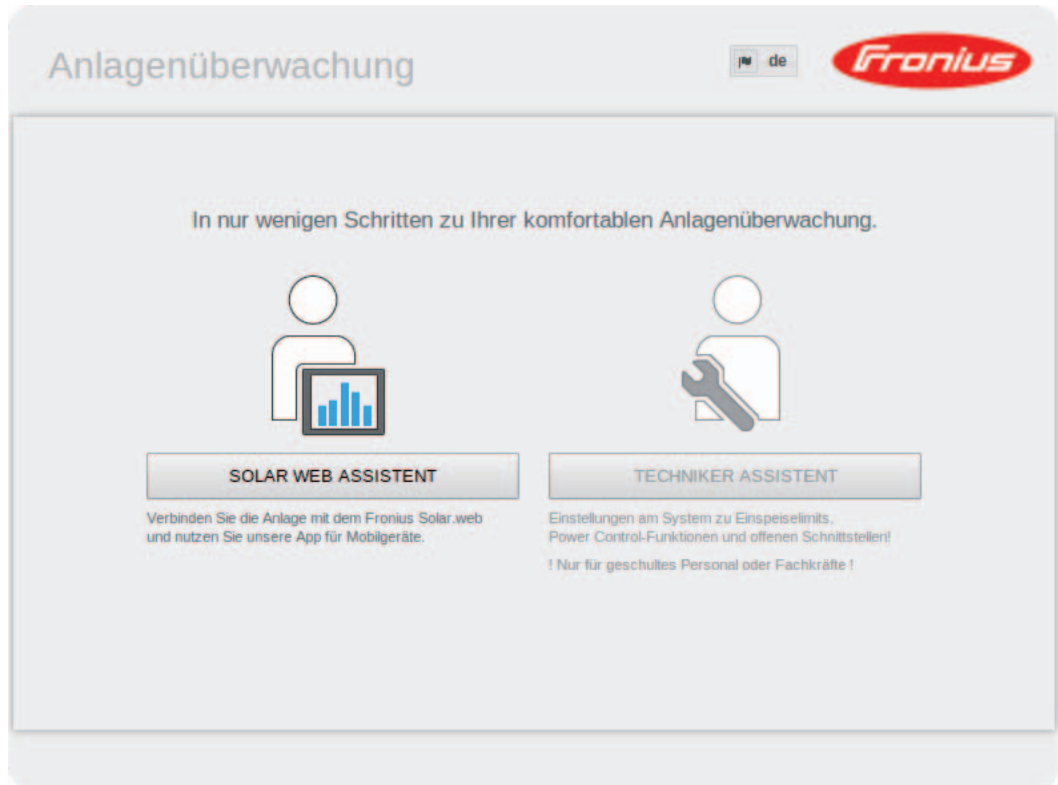 Anlagenüberwachung
de
Fronius
In nur wenigen Schritten zu Ihrer komfortablen Anlagenüberwachung.
SOLAR WEB ASSISTENT
Verbinden Sie die Anlage mit dem Fronius Solar.web
und nutzen Sie unsere App für Mobilgeräte.
TECHNIKER ASSISTENT
Einstellungen am System zu Einspeiselimits,
Power Control-Funktionen und offenen Schnittstellen!
! Nur für geschultes Personal oder Fachkräfte !